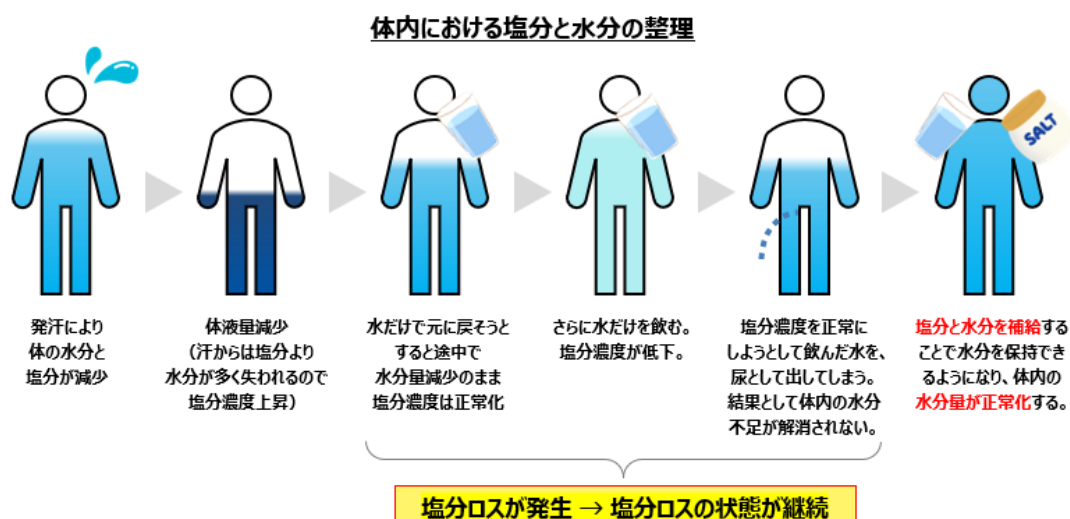 体内における塩分と水分の整理
SALT
発汗により
体の水分と
塩分が減少
体液量減少
（汗からは塩分より
水分が多く失われるので
塩分濃度上昇）
水だけで元に戻そうと
すると途中で
水分量減少のまま
塩分濃度は正常化
さらに水だけを飲む。
塩分濃度が低下。
塩分濃度を正常に
しようとして飲んだ水を、
尿として出してしまう。
結果として体内の水分
不足が解消されない。
塩分と水分を補給する
ことで水分を保持でき
るようになり、体内の
水分量が正常化する。
塩分ロスが発生 → 塩分ロスの状態が継続